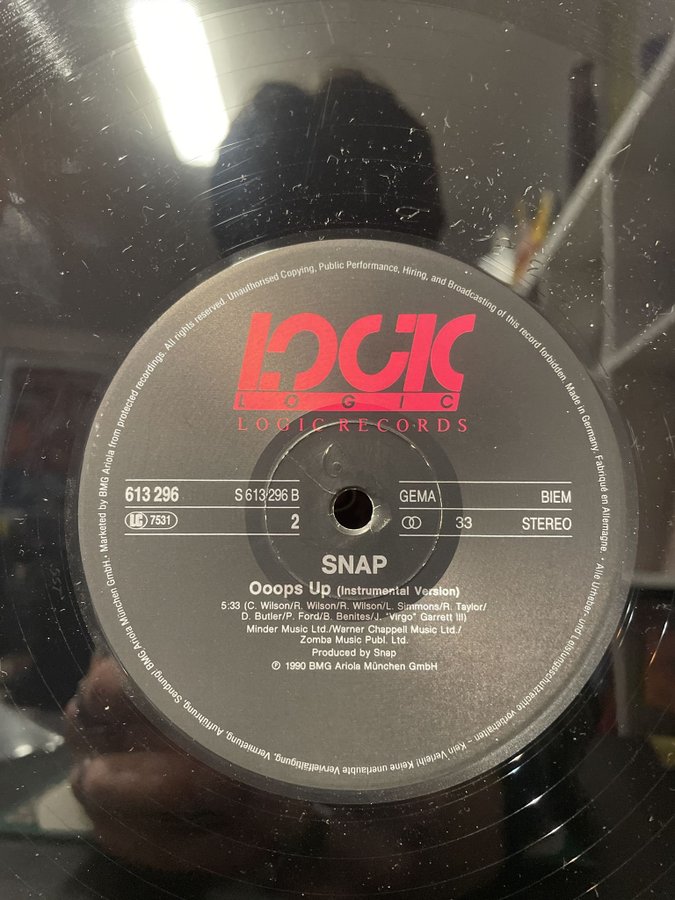 LOGIC
LOGIC
LOGIC RECORDS
613 296
S 613 296 B
GEMA
BIEM
LC 7531
2
33
STEREO
SNAP
Ooops Up (Instrumental Version)
5:33 (C. Wilson/R. Wilson/R. Wilson/L. Simmons/R. Taylor/
D. Butler/P. Ford/B. Benites/J. "Virgo" Garrett III)
Minder Music Ltd./Warner Chappell Music Ltd./
Zomba Music Publ. Ltd.
Produced by Snap
℗ 1990 BMG Ariola München GmbH
Marketed by BMG Ariola from protected recordings. All rights reserved. Unauthorised Copying, Public Performance, Hiring, and Broadcasting of this record forbidden. Made in Germany. Fabriqué en Allemagne. • Alle Urheber- und Leistungsschutzrechte vorbehalten – Kein Verleih! Keine unerlaubte Vervielfältigung, Vermietung, Aufführung, Sendung! BMG Ariola München GmbH •